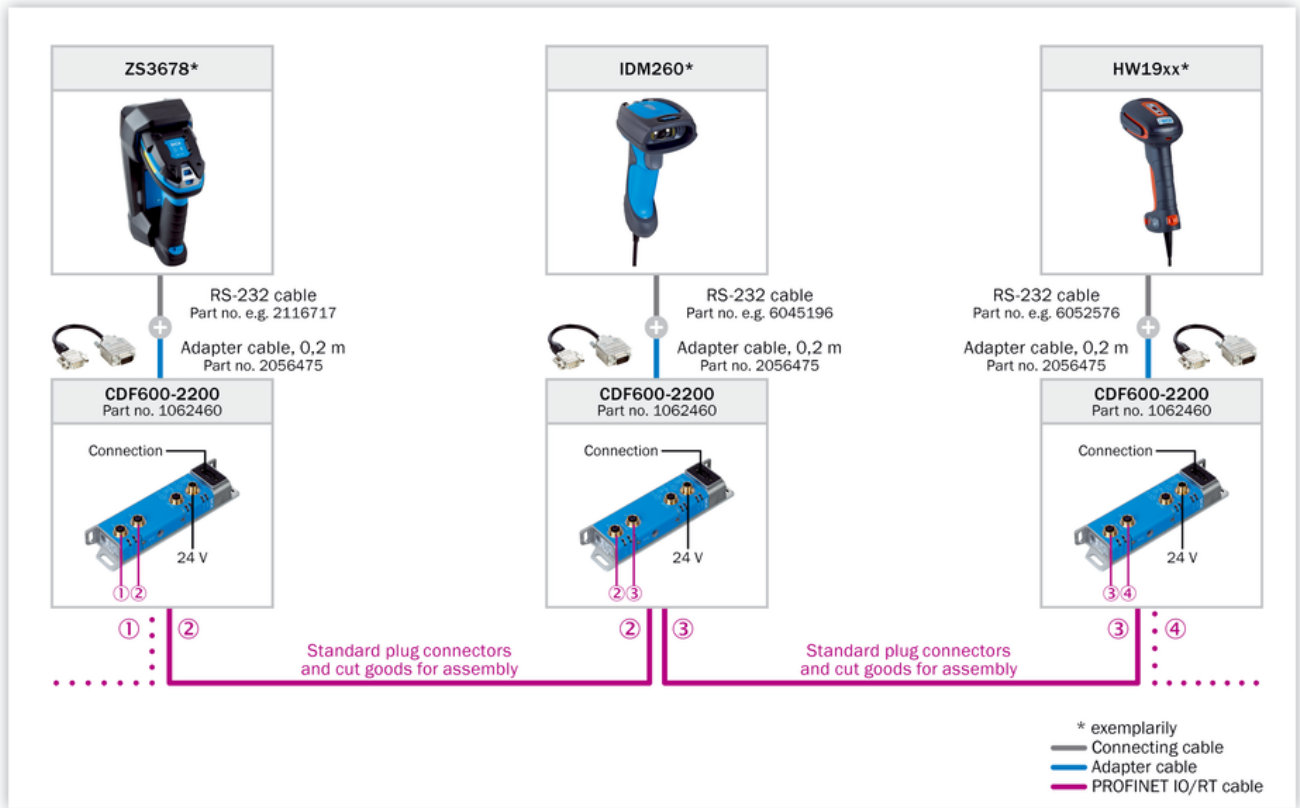 ZS3678*
IDM260*
HW19xx*
RS-232 cable
Part no. e.g. 2116717
Adapter cable, 0,2 m
Part no. 2056475
RS-232 cable
Part no. e.g. 6045196
Adapter cable, 0,2 m
Part no. 2056475
RS-232 cable
Part no. e.g. 6052576
Adapter cable, 0,2 m
Part no. 2056475
CDF600-2200
Part no. 1062460
Connection
24 V
①②
CDF600-2200
Part no. 1062460
Connection
24 V
②③
CDF600-2200
Part no. 1062460
Connection
24 V
③④
① ②
② ③
③ ④
Standard plug connectors
and cut goods for assembly
Standard plug connectors
and cut goods for assembly
* exemplarily
Connecting cable
Adapter cable
PROFINET IO/RT cable